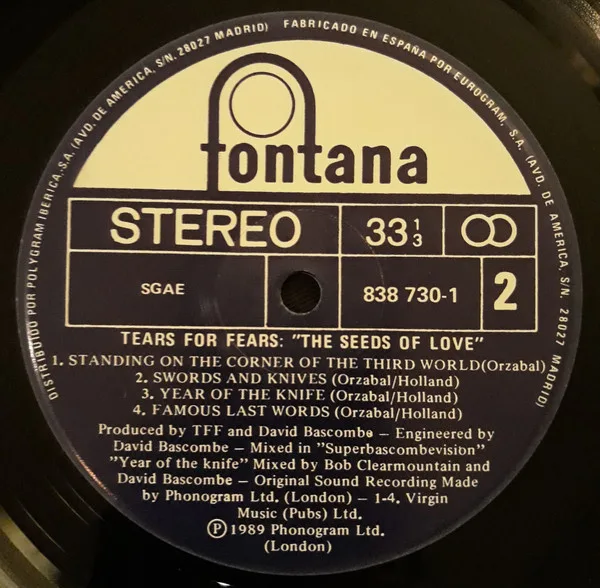 DISTRIBUIDO POR POLYGRAM IBERICA, S.A. (AVD. DE AMERICA, S/N. 28027 MADRID)
FABRICADO EN ESPAÑA POR EUROGRAM, S.A. (AVD. DE AMERICA, S/N. 28027 MADRID)
fontana
STEREO 33 1/3
SGAE 838 730-1 2
TEARS FOR FEARS: "THE SEEDS OF LOVE"
1. STANDING ON THE CORNER OF THE THIRD WORLD(Orzabal)
2. SWORDS AND KNIVES (Orzabal/Holland)
3. YEAR OF THE KNIFE (Orzabal/Holland)
4. FAMOUS LAST WORDS (Orzabal/Holland)
Produced by TFF and David Bascombe – Engineered by
David Bascombe – Mixed in "Superbascombevision"
"Year of the knife" Mixed by Bob Clearmountain and
David Bascombe – Original Sound Recording Made
by Phonogram Ltd. (London) – 1-4. Virgin
Music (Pubs) Ltd.
Ⓟ 1989 Phonogram Ltd.
(London)